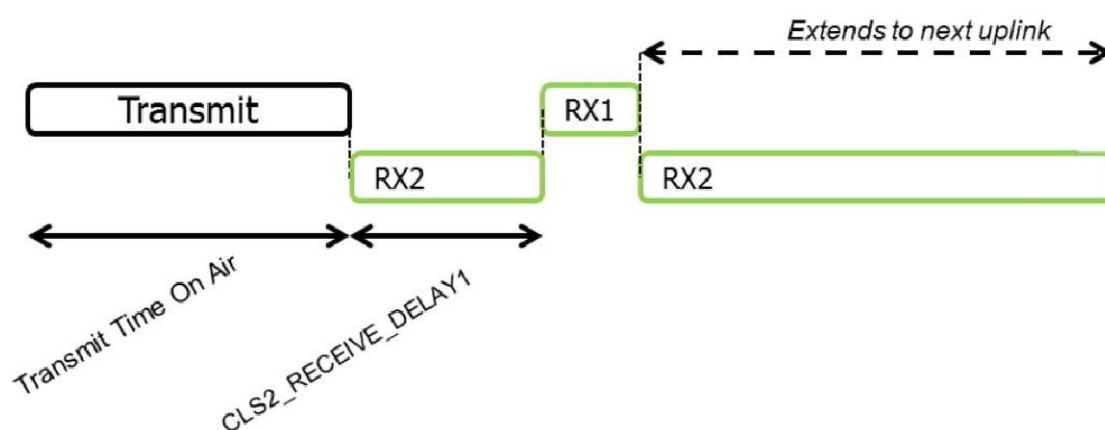 Extends to next uplink
Transmit
RX1
RX2
RX2
Transmit Time On Air
CLS2_RECEIVE_DELAY1